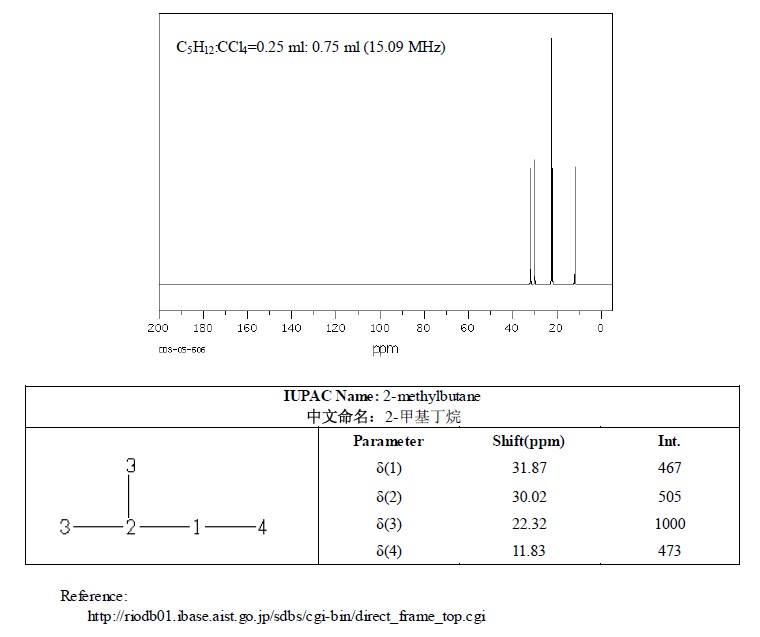 C5H12:CCl4=0.25 ml: 0.75 ml (15.09 MHz)
200 180 160 140 120 100 80 60 40 20 0
CDS-05-606
ppm
IUPAC Name: 2-methylbutane
中文命名：2-甲基丁烷
Parameter Shift(ppm) Int.
δ(1) 31.87 467
δ(2) 30.02 505
δ(3) 22.32 1000
δ(4) 11.83 473
3
3 2 1 4
Reference:
http://riodb01.ibase.aist.go.jp/sdbs/cgi-bin/direct_frame_top.cgi